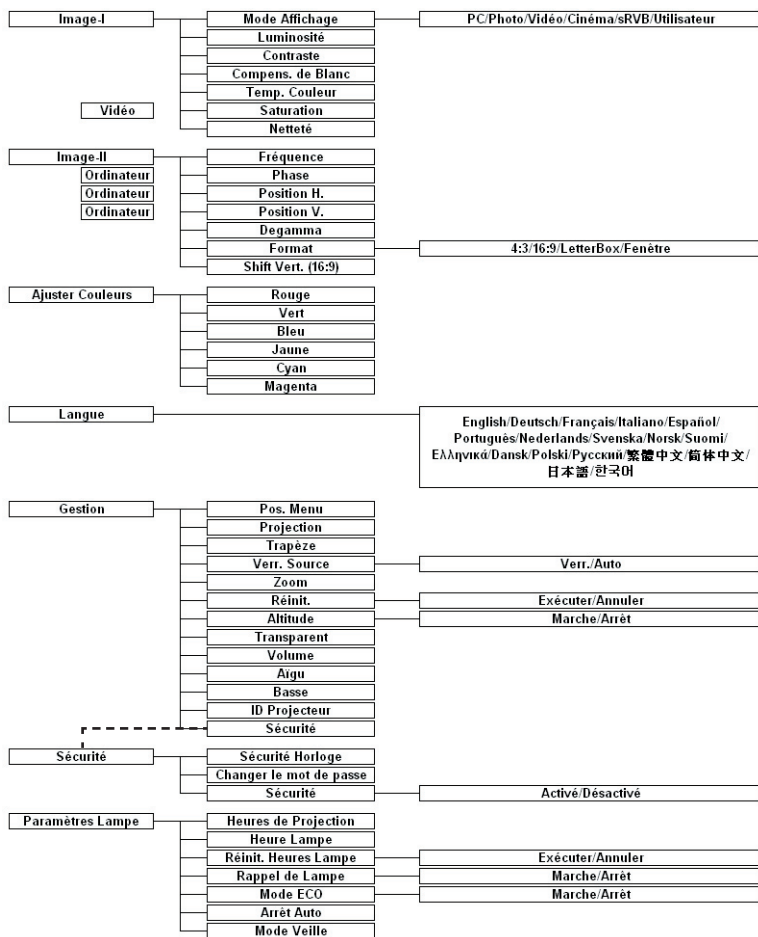 Image-I Mode Affichage PC/Photo/Vidéo/Cinéma/sRVB/Utilisateur
Luminosité
Contraste
Compens. de Blanc
Temp. Couleur
Vidéo Saturation
Netteté
Image-II Fréquence
Ordinateur Phase
Ordinateur Position H.
Ordinateur Position V.
Degamma
Format 4:3/16:9/LetterBox/Fenêtre
Shift Vert. (16:9)
Ajuster Couleurs Rouge
Vert
Bleu
Jaune
Cyan
Magenta
Langue
English/Deutsch/Français/Italiano/Español/
Português/Nederlands/Svenska/Norsk/Suomi/
Ελληνικά/Dansk/Polski/Русский/繁體中文/简体中文/
日本語/한국어
Gestion Pos. Menu
Projection
Trapèze
Verr. Source Verr./Auto
Zoom
Réinit. Exécuter/Annuler
Altitude Marche/Arrêt
Transparent
Volume
Aïgu
Basse
ID Projecteur
Sécurité
Sécurité Sécurité Horloge
Changer le mot de passe
Sécurité Activé/Désactivé
Paramètres Lampe Heures de Projection
Heure Lampe
Réinit. Heures Lampe Exécuter/Annuler
Rappel de Lampe Marche/Arrêt
Mode ECO Marche/Arrêt
Arrêt Auto
Mode Veille